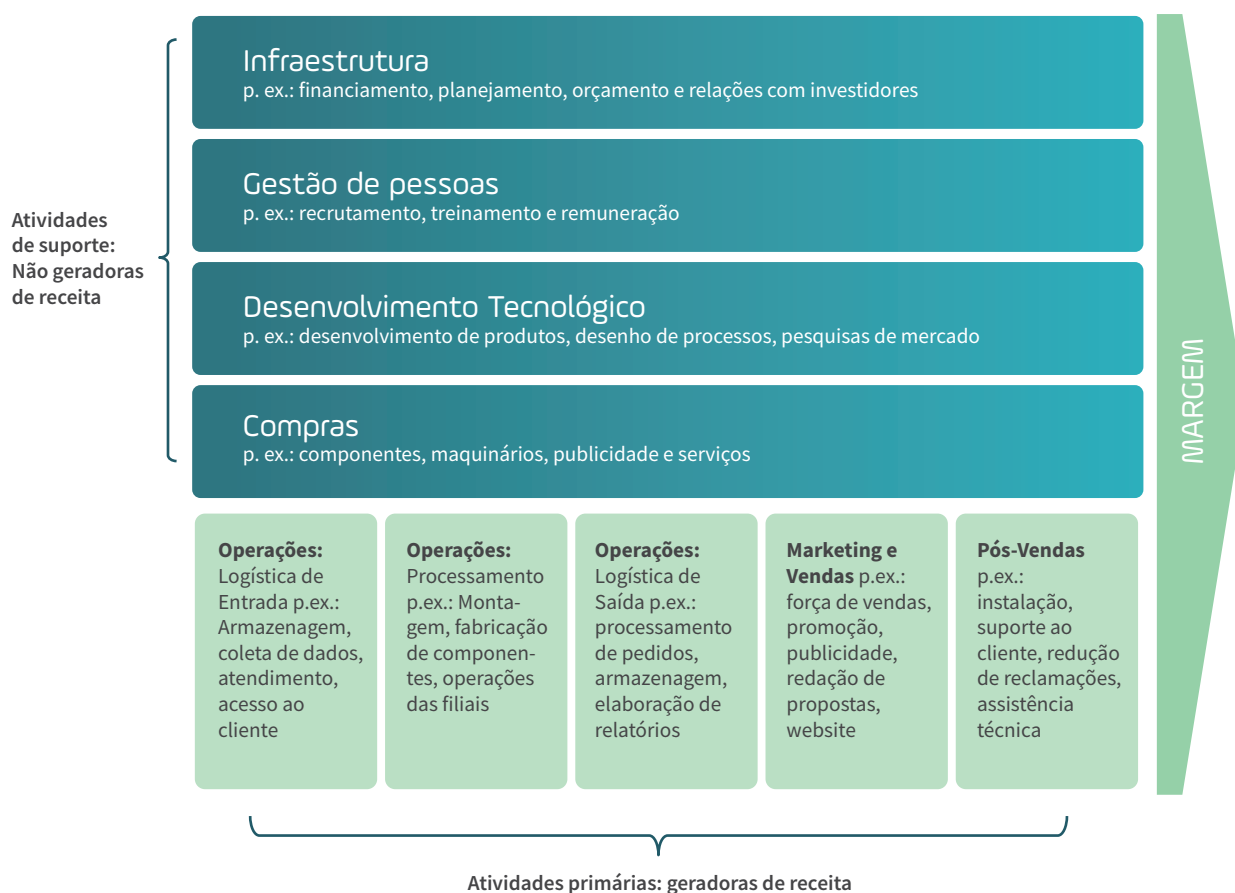 Infraestrutura
p. ex.: financiamento, planejamento, orçamento e relações com investidores
Gestão de pessoas
p. ex.: recrutamento, treinamento e remuneração
Atividades
de suporte:
Não geradoras
de receita
Desenvolvimento Tecnológico
p. ex.: desenvolvimento de produtos, desenho de processos, pesquisas de mercado
Compras
p. ex.: componentes, maquinários, publicidade e serviços
MARGEM
Operações:
Logística de
Entrada p.ex.:
Armazenagem,
coleta de dados,
atendimento,
acesso ao
cliente
Operações:
Processamento
p.ex.: Monta-
gem, fabricação
de componen-
tes, operações
das filiais
Operações:
Logística de
Saída p.ex.:
processamento
de pedidos,
armazenagem,
elaboração de
relatórios
Marketing e
Vendas p.ex.:
força de vendas,
promoção,
publicidade,
redação de
propostas,
website
Pós-Vendas
p.ex.:
instalação,
suporte ao
cliente, redução
de reclamações,
assistência
técnica
Atividades primárias: geradoras de receita